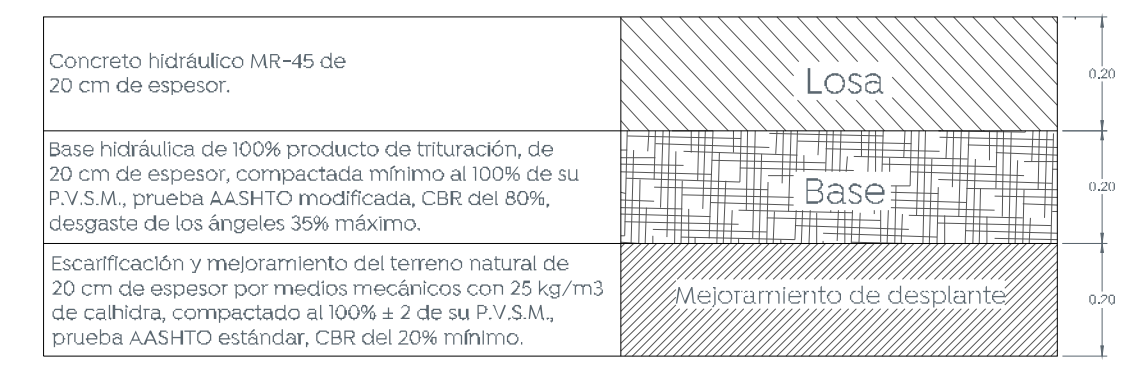 Concreto hidráulico MR-45 de
20 cm de espesor.
Losa
0.20
Base hidráulica de 100% producto de trituración, de
20 cm de espesor, compactada mínimo al 100% de su
P.V.S.M., prueba AASHTO modificada, CBR del 80%,
desgaste de los ángeles 35% máximo.
Base
0.20
Escarificación y mejoramiento del terreno natural de
20 cm de espesor por medios mecánicos con 25 kg/m3
de calhidra, compactado al 100% ± 2 de su P.V.S.M.,
prueba AASHTO estándar, CBR del 20% mínimo.
Mejoramiento de desplante
0.20